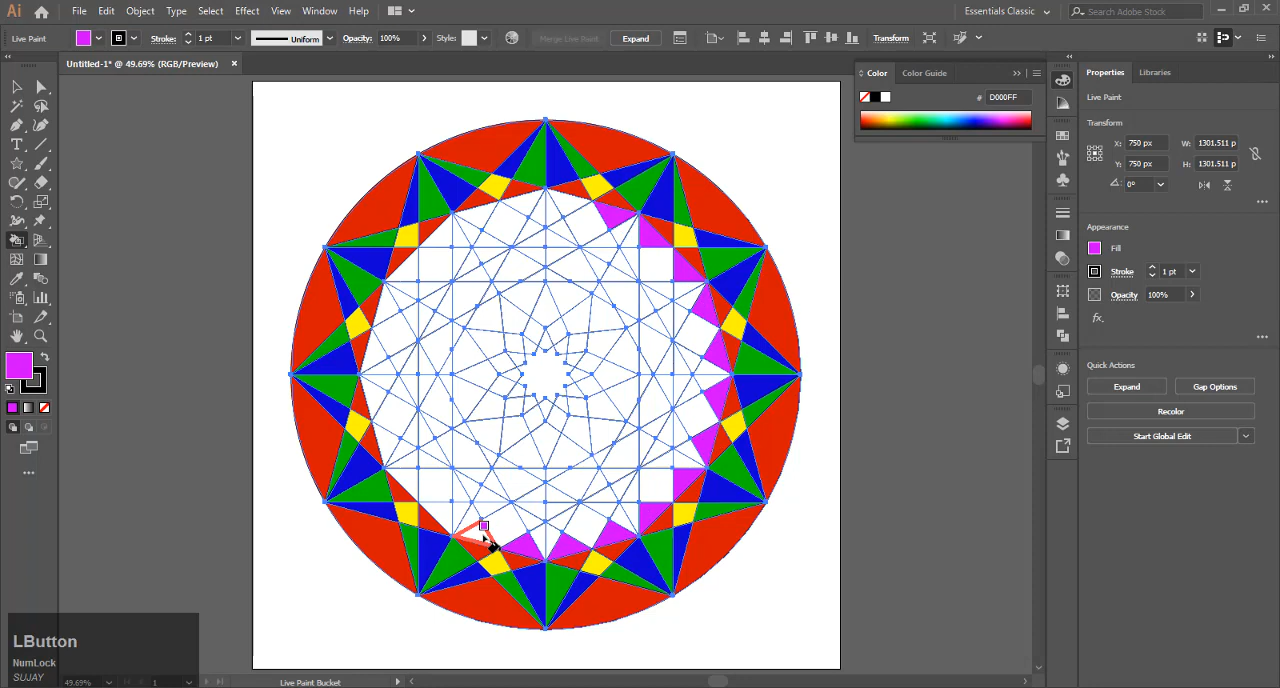 Ai File Edit Object Type Select Effect View Window Help Essentials Classic Search Adobe Stock
Live Paint Stroke: 1 pt Uniform Opacity: 100% Style: Merge Live Paint Expand Transform
Untitled-1* @ 49.69% (RGB/Preview) ×
Color Color Guide
# D000FF
Properties Libraries
Live Paint
Transform
X: 750 px W: 1301.511 p
Y: 750 px H: 1301.511 p
0°
Appearance
Fill
Stroke 1 pt
Opacity 100%
fx.
Quick Actions
Expand Gap Options
Recolor
Start Global Edit
LButton
NumLock
SUJAY
49.69% 1 Live Paint Bucket